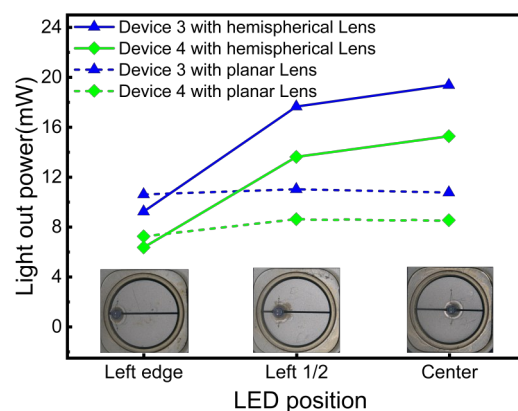 24
20
16
12
8
4
0
Light out power(mW)
Device 3 with hemispherical Lens
Device 4 with hemispherical Lens
Device 3 with planar Lens
Device 4 with planar Lens
Left edge
Left 1/2
Center
LED position